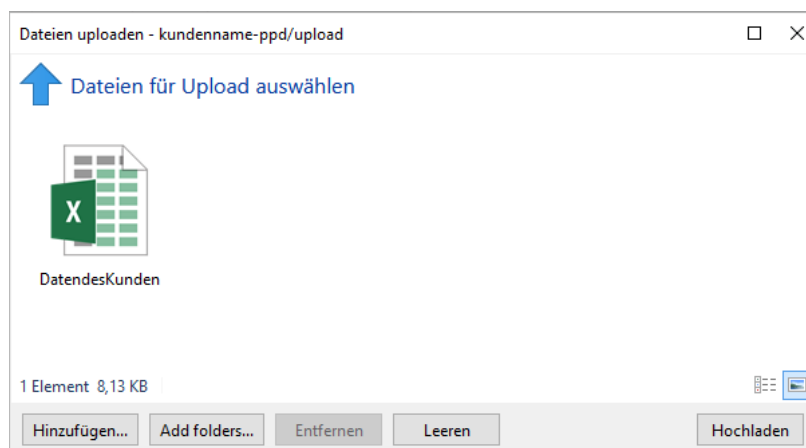 Dateien uploaden - kundenname-ppd/upload
Dateien für Upload auswählen
X
DatendesKunden
1 Element 8,13 KB
Hinzufügen... Add folders... Entfernen Leeren Hochladen